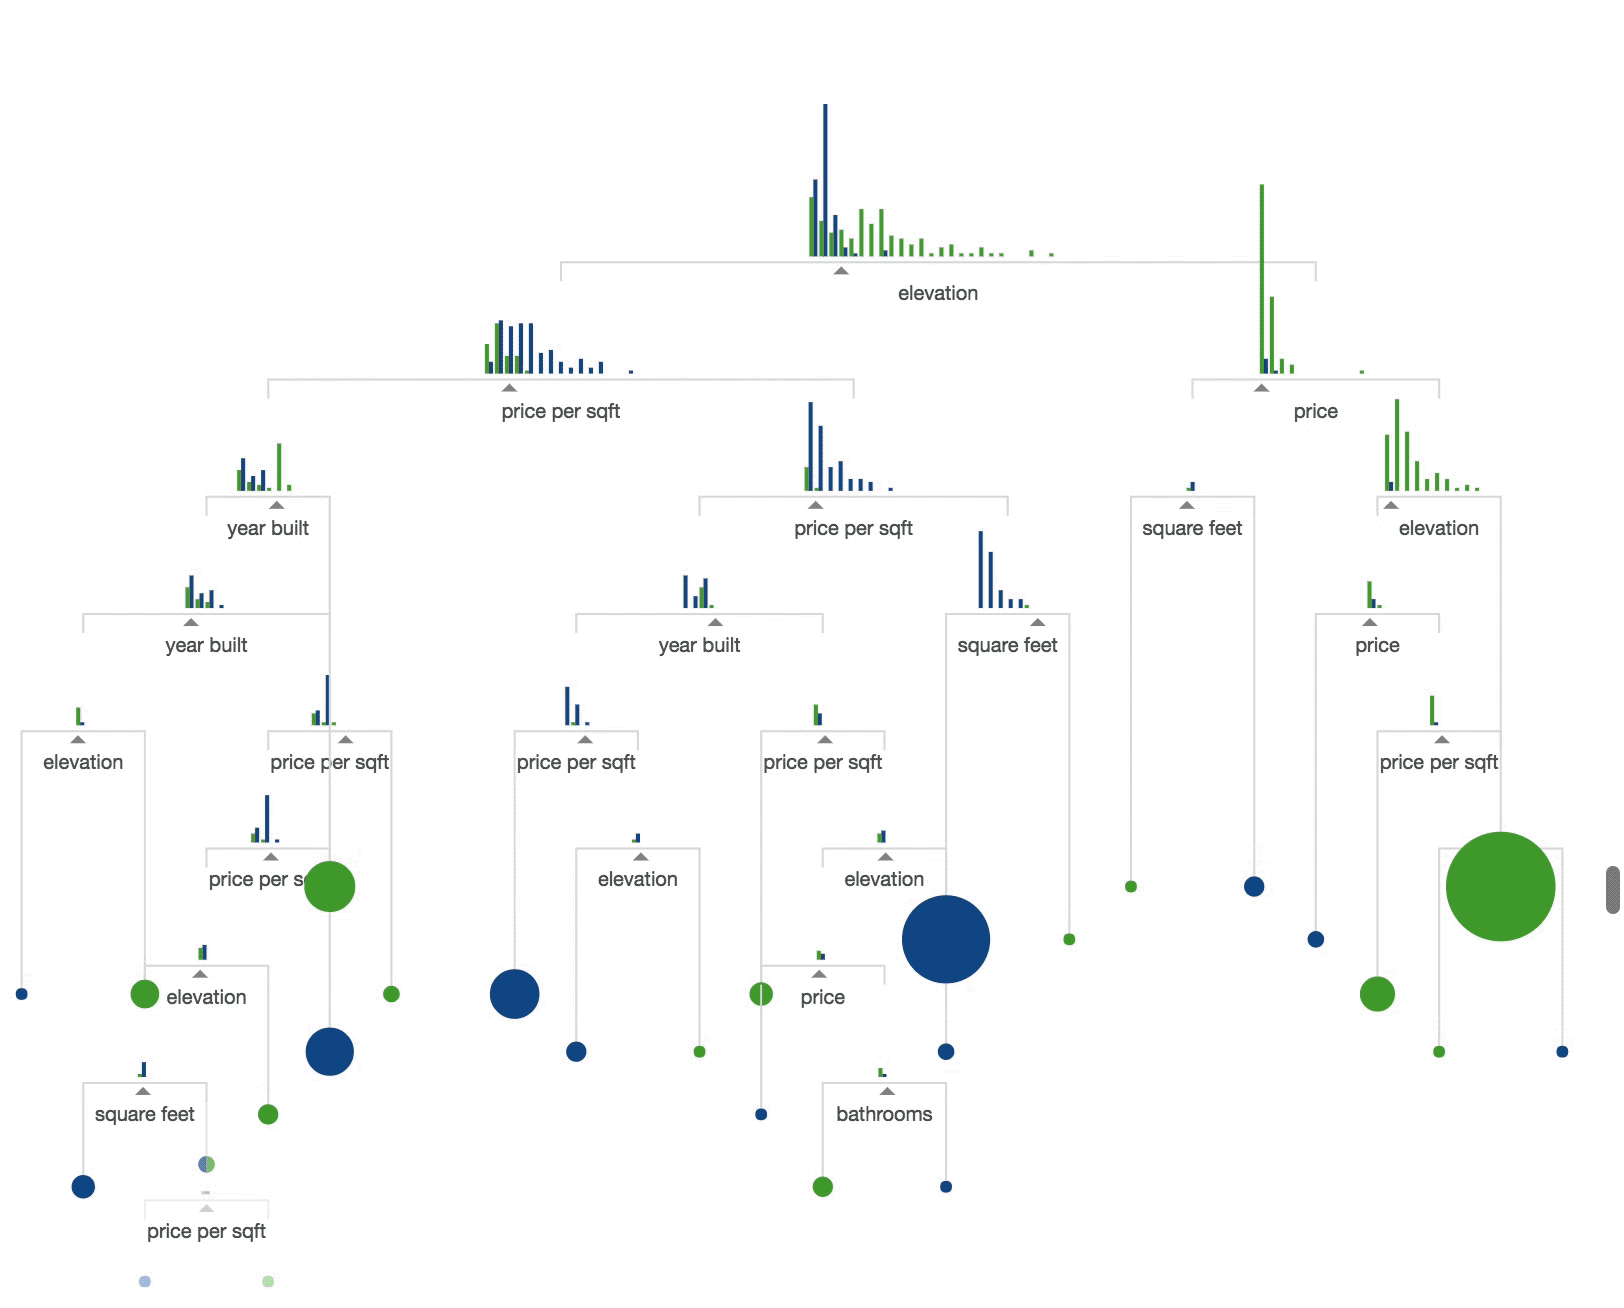 elevation
price per sqft
price
year built
price per sqft
square feet
elevation
year built
year built
square feet
price
elevation
price per sqft
price per sqft
price per sqft
price per sqft
price per s
elevation
elevation
elevation
price
square feet
bathrooms
price per sqft